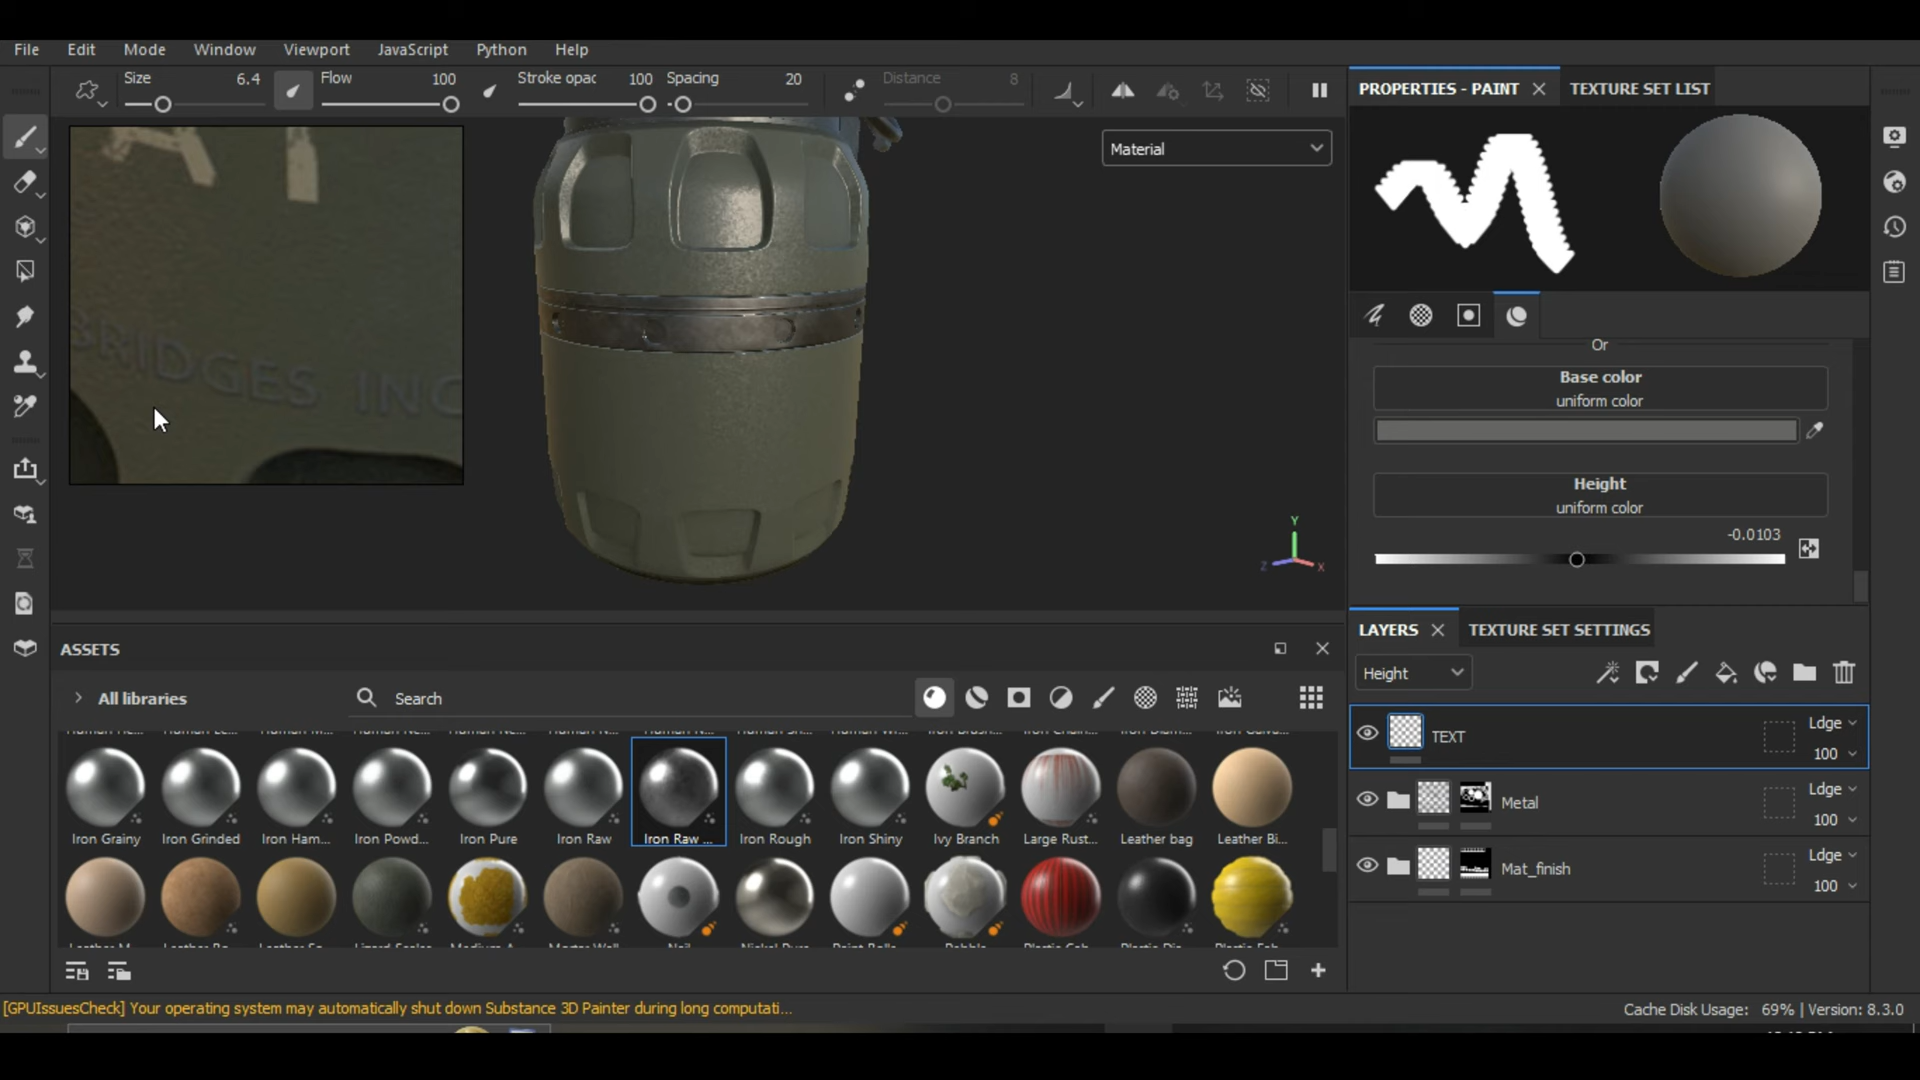 File Edit Mode Window Viewport JavaScript Python Help
Size 6.4 Flow 100 Stroke opac 100 Spacing 20 Distance 8
PROPERTIES - PAINT TEXTURE SET LIST
Material
BRIDGES INC
Or
Base color
uniform color
Height
uniform color
-0.0103
Y
Z X
ASSETS
All libraries
Search
Iron Grainy Iron Grinded Iron Ham... Iron Powd... Iron Pure Iron Raw Iron Raw ... Iron Rough Iron Shiny Ivy Branch Large Rust... Leather bag Leather Bi...
LAYERS TEXTURE SET SETTINGS
Height
TEXT Ldge 100
Metal Ldge 100
Mat_finish Ldge 100
[GPUIssuesCheck] Your operating system may automatically shut down Substance 3D Painter during long computati...
Cache Disk Usage: 69% | Version: 8.3.0